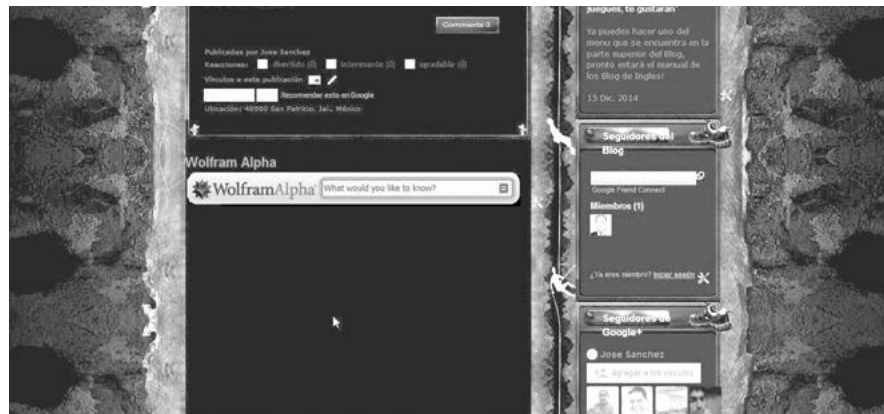 Comments 0
Publicadas por Jose Sanchez
Reacciones: divertido (0) interesante (0) agradable (0)
Vínculos a esta publicación
Recomendar esto en Google
Ubicación: 48980 San Patricio, Jal., México
Wolfram Alpha
WolframAlpha What would you like to know?
juegues, te gustarán"
Ya puedes hacer uso del
menu que se encuentra en la
parte superior del Blog,
pronto estará el manual de
los Blog de Ingles!
15 Dic. 2014
Seguidores del
Blog
Google Friend Connect
Miembros (1)
¿Ya eres miembro? Iniciar sesión
Seguidores de
Google+
Jose Sanchez
Agregar a tus círculos